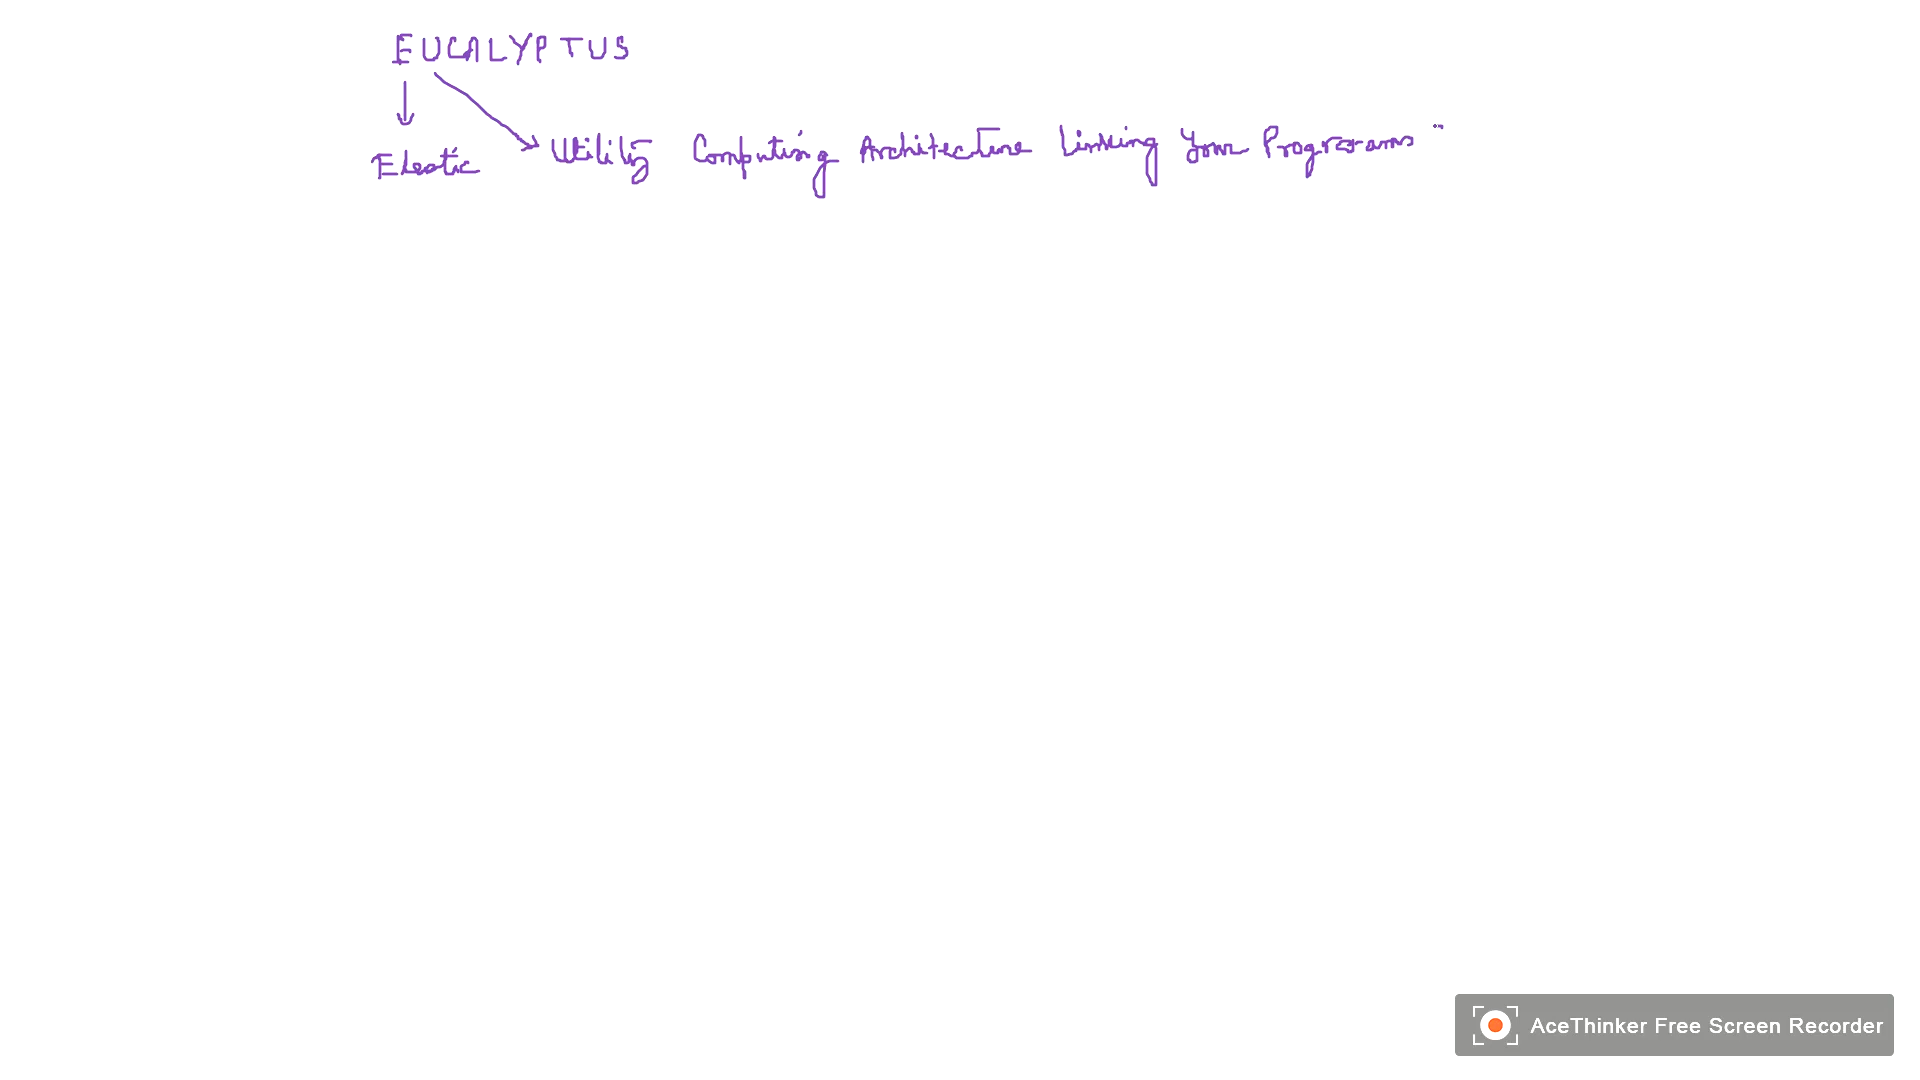 EUCALYPTUS
Elastic Utility Computing Architecture Linking Your Programs
AceThinker Free Screen Recorder